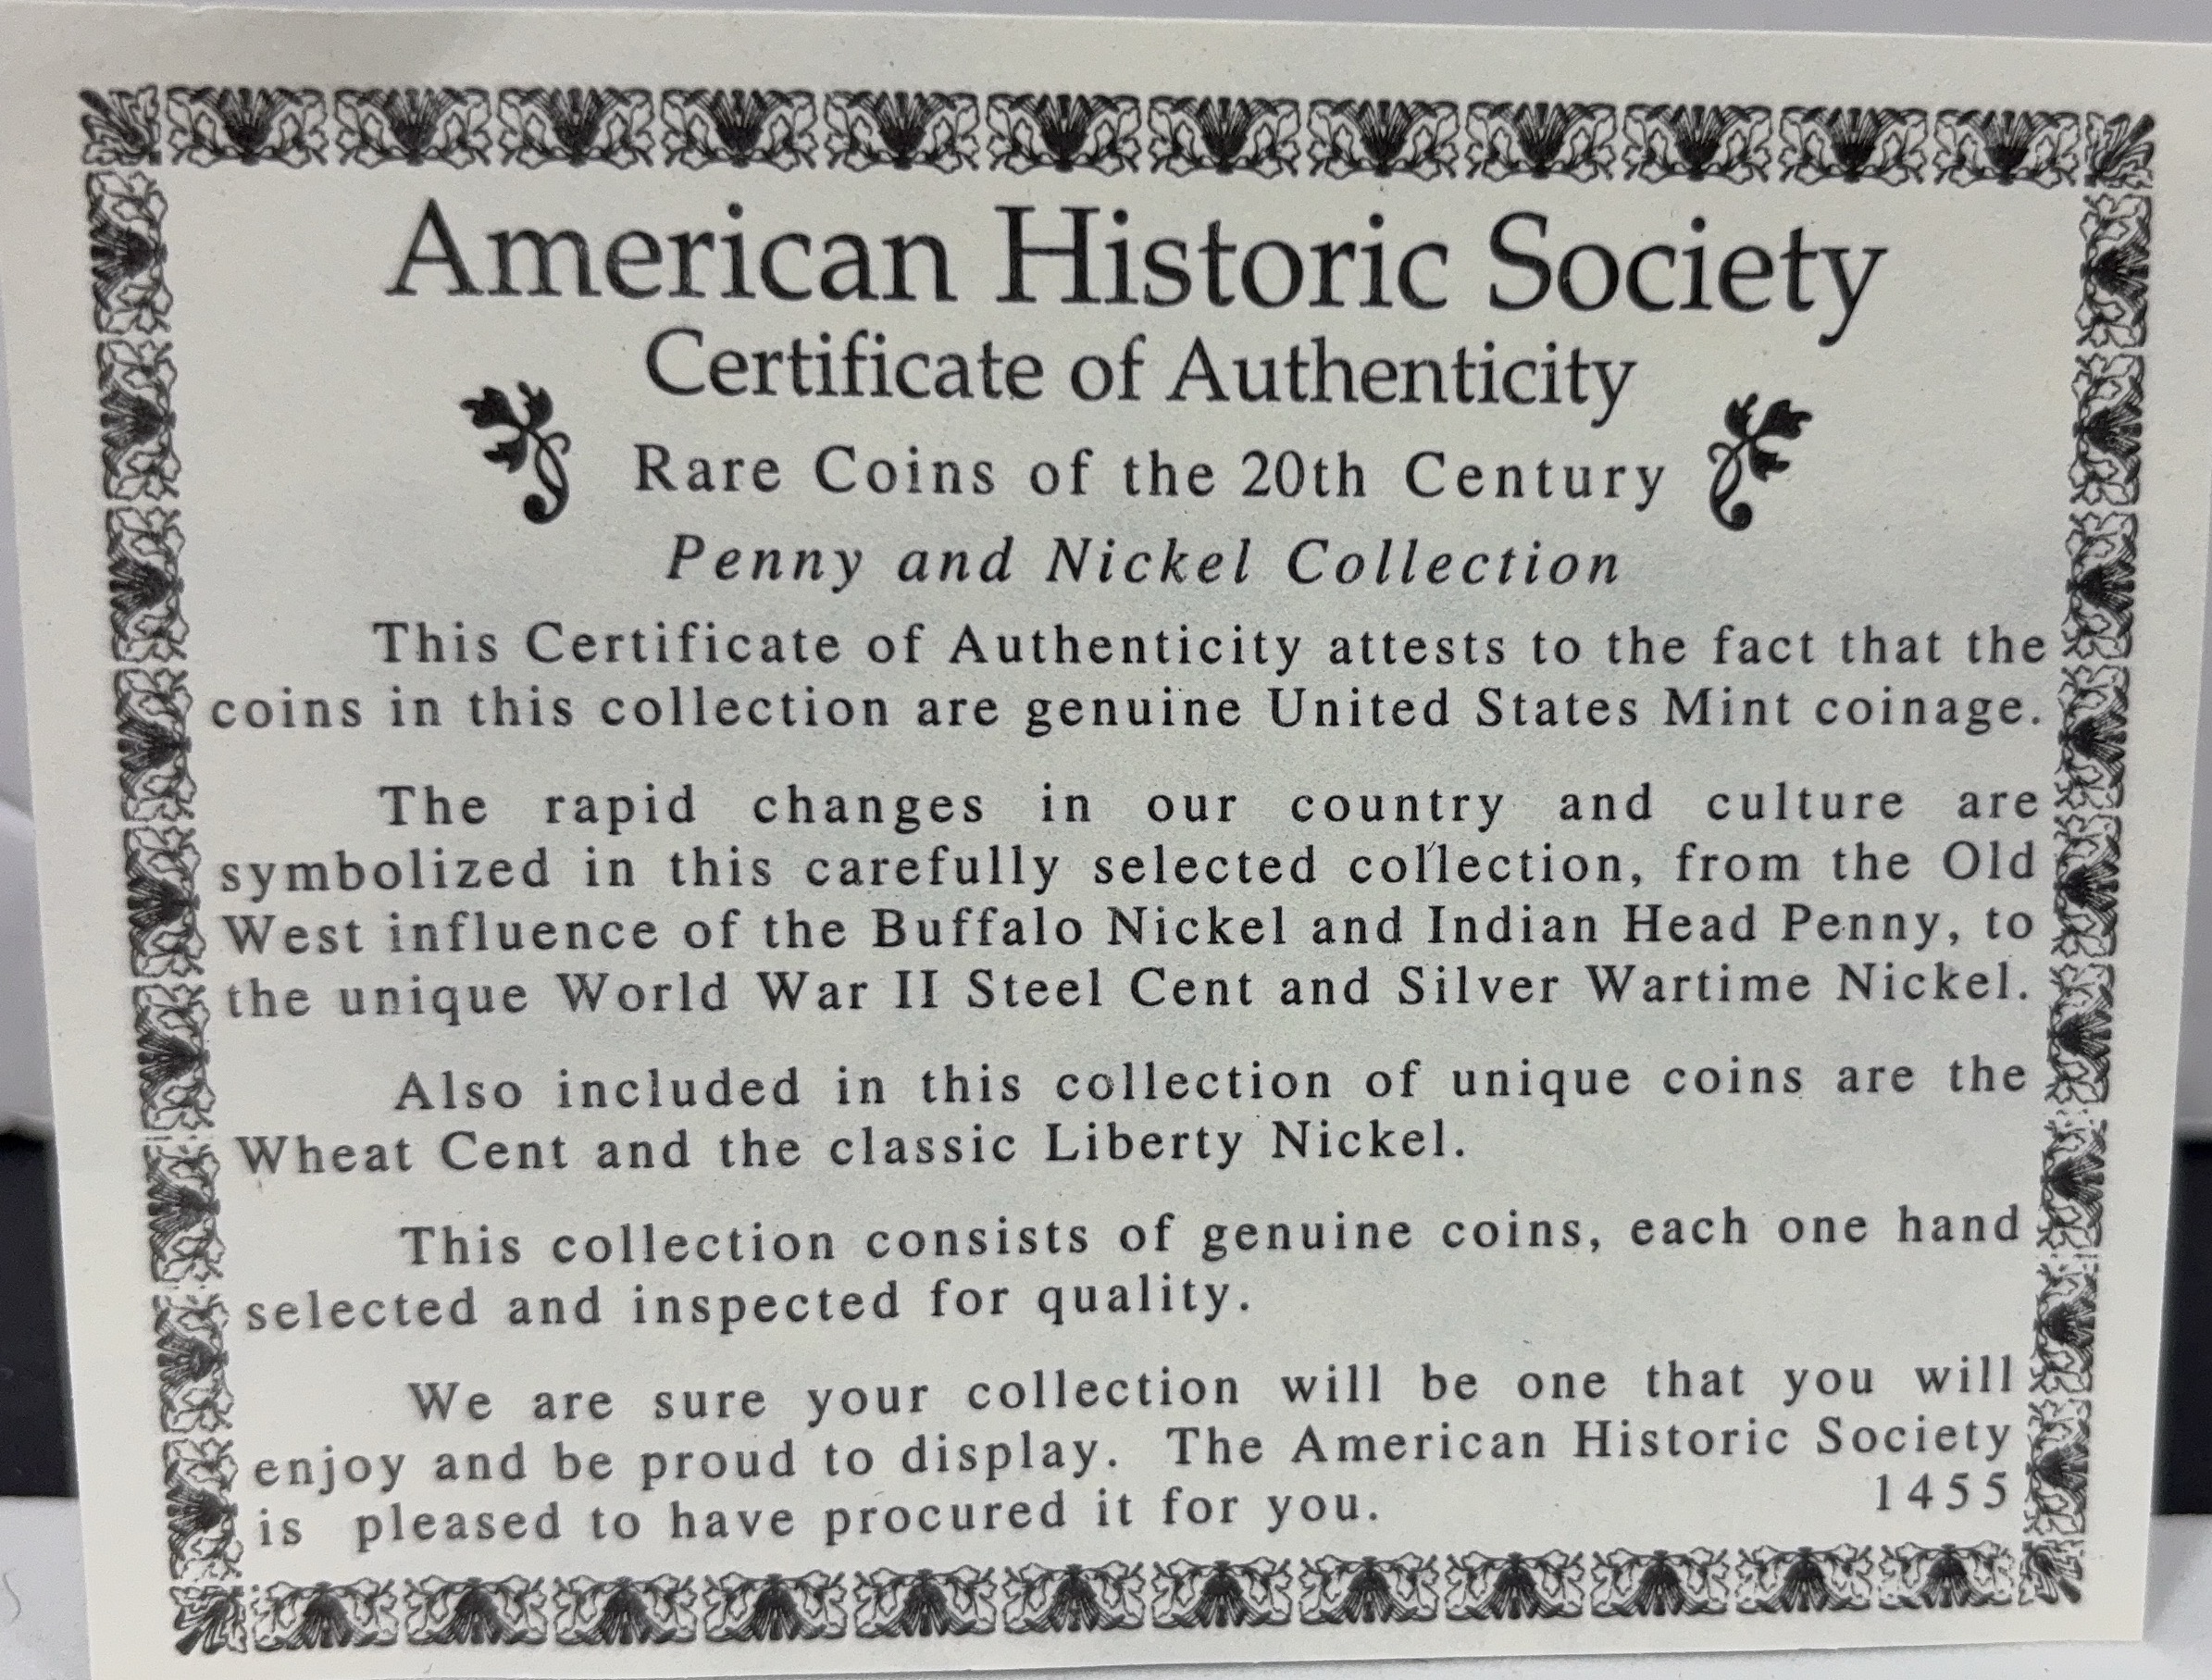 American Historic Society
Certificate of Authenticity
Rare Coins of the 20th Century
Penny and Nickel Collection
This Certificate of Authenticity attests to the fact that the
coins in this collection are genuine United States Mint coinage.
The rapid changes in our country and culture are
symbolized in this carefully selected collection, from the Old
West influence of the Buffalo Nickel and Indian Head Penny, to
the unique World War II Steel Cent and Silver Wartime Nickel.
Also included in this collection of unique coins are the
Wheat Cent and the classic Liberty Nickel.
This collection consists of genuine coins, each one hand
selected and inspected for quality.
We are sure your collection will be one that you will
enjoy and be proud to display. The American Historic Society
is pleased to have procured it for you.
1455